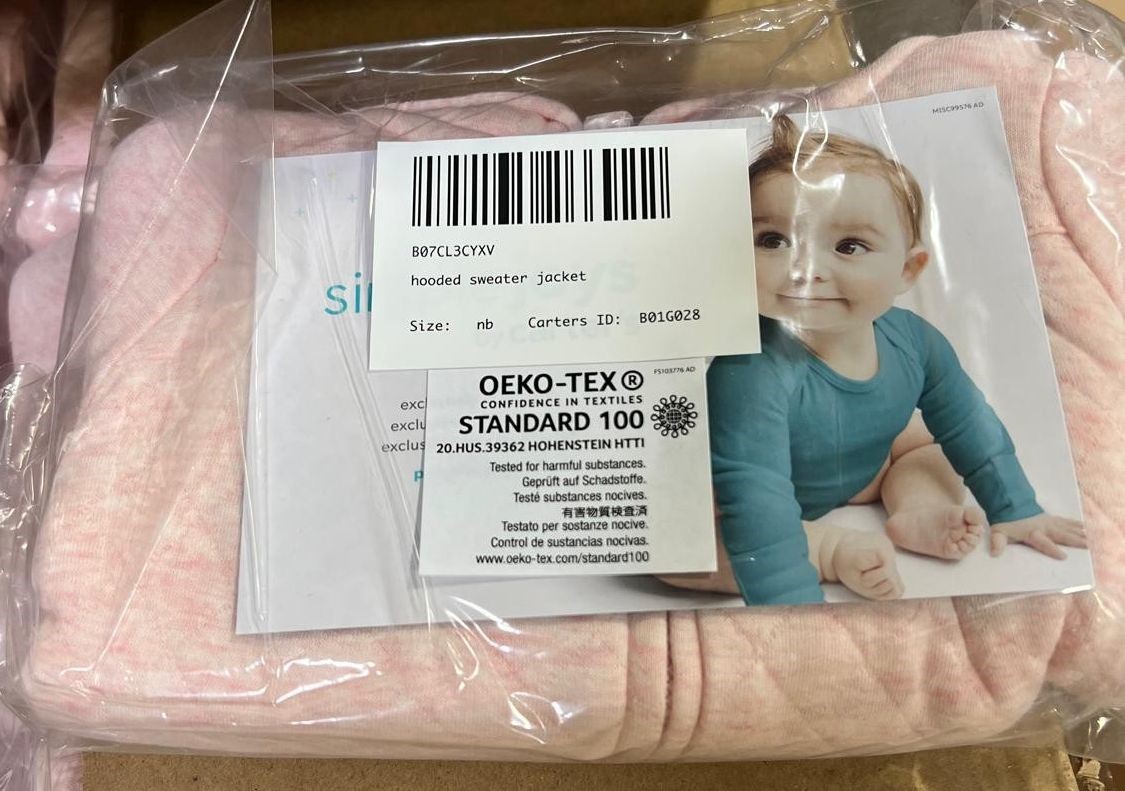 M15C99576 AD
B07CL3CYXV
hooded sweater jacket
Size: nb Carters ID: B01G028
OEKO-TEX®
CONFIDENCE IN TEXTILES
STANDARD 100
20.HUS.39362 HOHENSTEIN HTTI
Tested for harmful substances.
Geprüft auf Schadstoffe.
Testé substances nocives.
有害物質検査済
Testato per sostanze nocive.
Control de sustancias nocivas.
www.oeko-tex.com/standard100
FS103776 AD